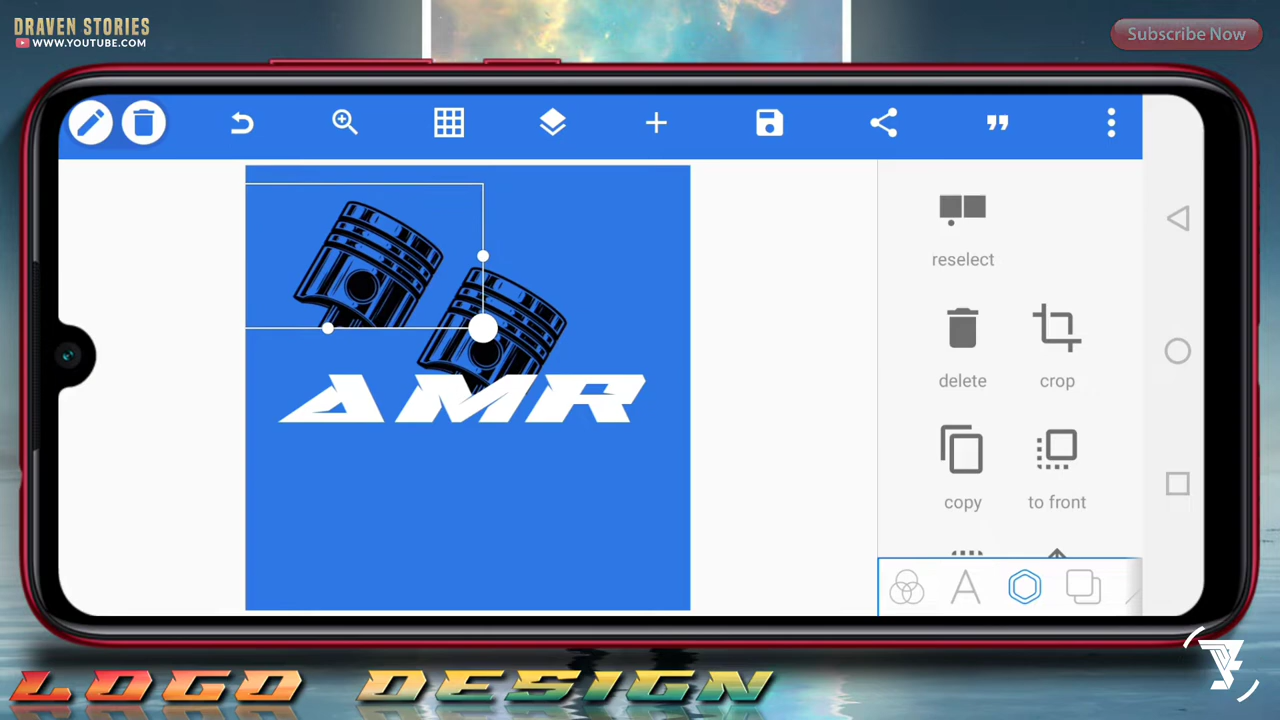 DRAVEN STORIES
WWW.YOUTUBE.COM
Subscribe Now
reselect
delete
crop
AMR
copy
to front
LOGO DESIGN